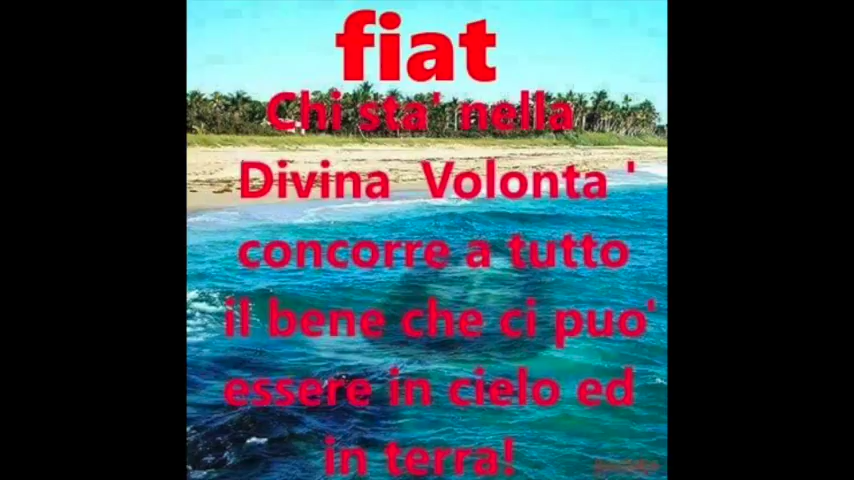 fiat
Chi sta' nella
Divina Volonta '
concorre a tutto
il bene che ci puo'
essere in cielo ed
in terra!